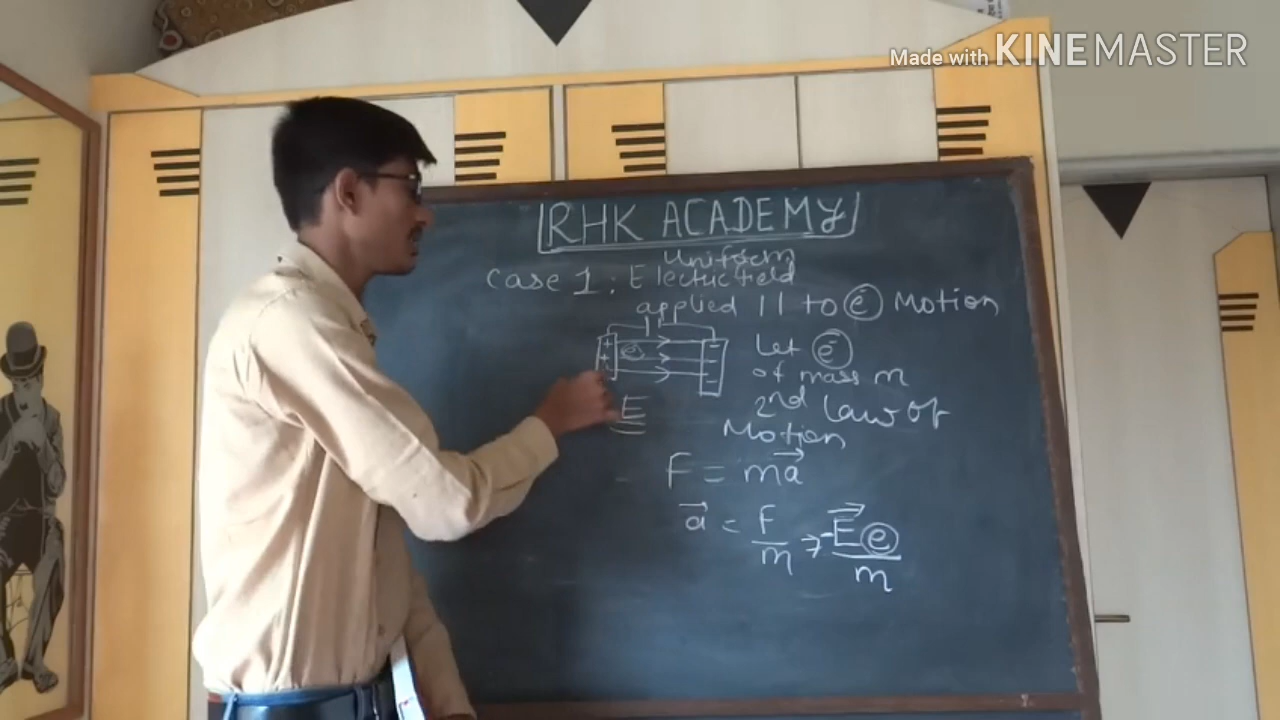 Made with KINEMASTER
RHK ACADEMY
Uniform
Case 1 : Electric field
applied || to e⁻ Motion
+ e⁻ -
+ -
Let e⁻
of mass m
E
2nd law of
Motion
F = ma⃗
a⃗ = F/m ⇒ -E⃗e/m